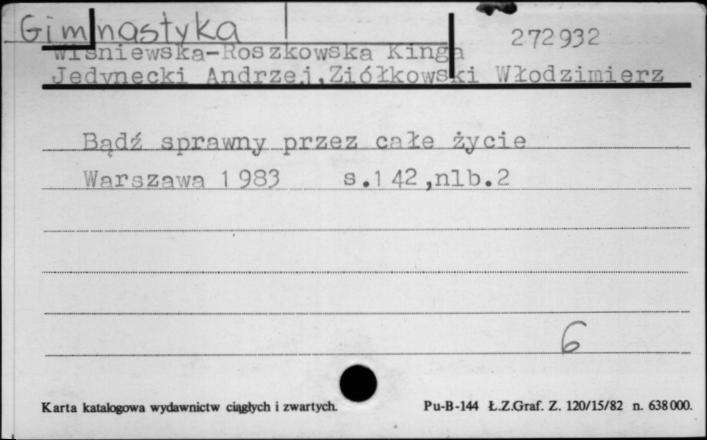 Gimnastyka
272932
Wiśniewska-Roszkowska Kinga
Jedynecki Andrzej,Ziółkowski Włodzimierz
Bądź sprawny przez całe życie
Warszawa 1983 s.142,nlb.2
6
Karta katalogowa wydawnictw ciągłych i zwartych. Pu-B-144 Ł.Z.Graf. Z. 120/15/82 n. 638000.